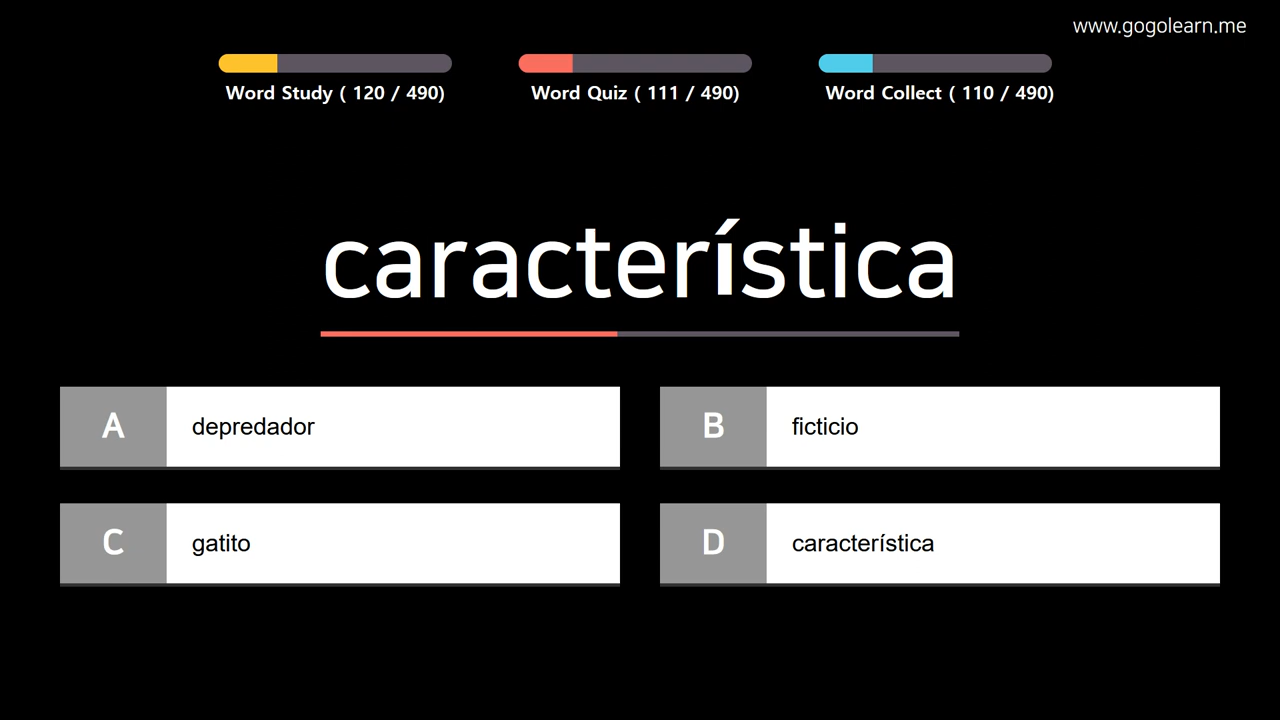 www.gogolearn.me
Word Study ( 120 / 490)
Word Quiz ( 111 / 490)
Word Collect ( 110 / 490)
característica
A depredador
B ficticio
C gatito
D característica